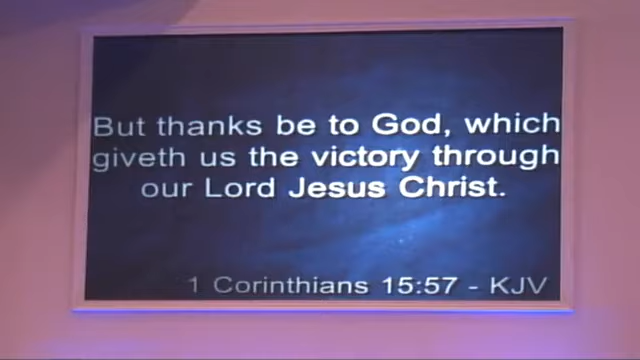 But thanks be to God, which
giveth us the victory through
our Lord Jesus Christ.
1 Corinthians 15:57 - KJV